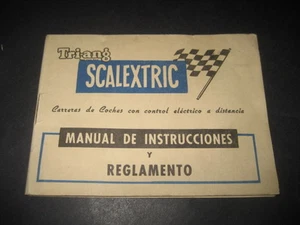 Tri-ang
SCALEXTRIC
Carreras de Coches con control eléctrico a distancia
MANUAL DE INSTRUCCIONES
Y
REGLAMENTO